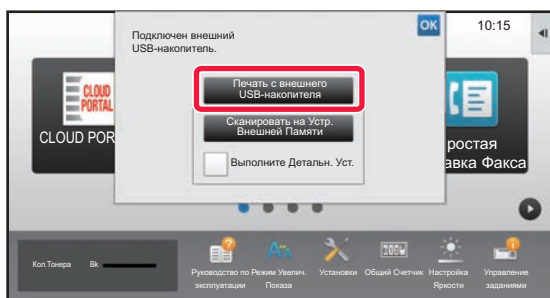 Подключен внешний
USB-накопитель.
OK
10:15
Печать с внешнего
USB-накопителя
Сканировать на Устр.
Внешней Памяти
Выполните Детальн. Уст.
CLOUD
PORTAL
CLOUD POR
ростая
авка Факса
Кол.Тонера Bk
Руководство по
эксплуатации
Режим Увелич.
Показа
Установки
Общий Счетчик
Настройка
Яркости
Управление
заданиями